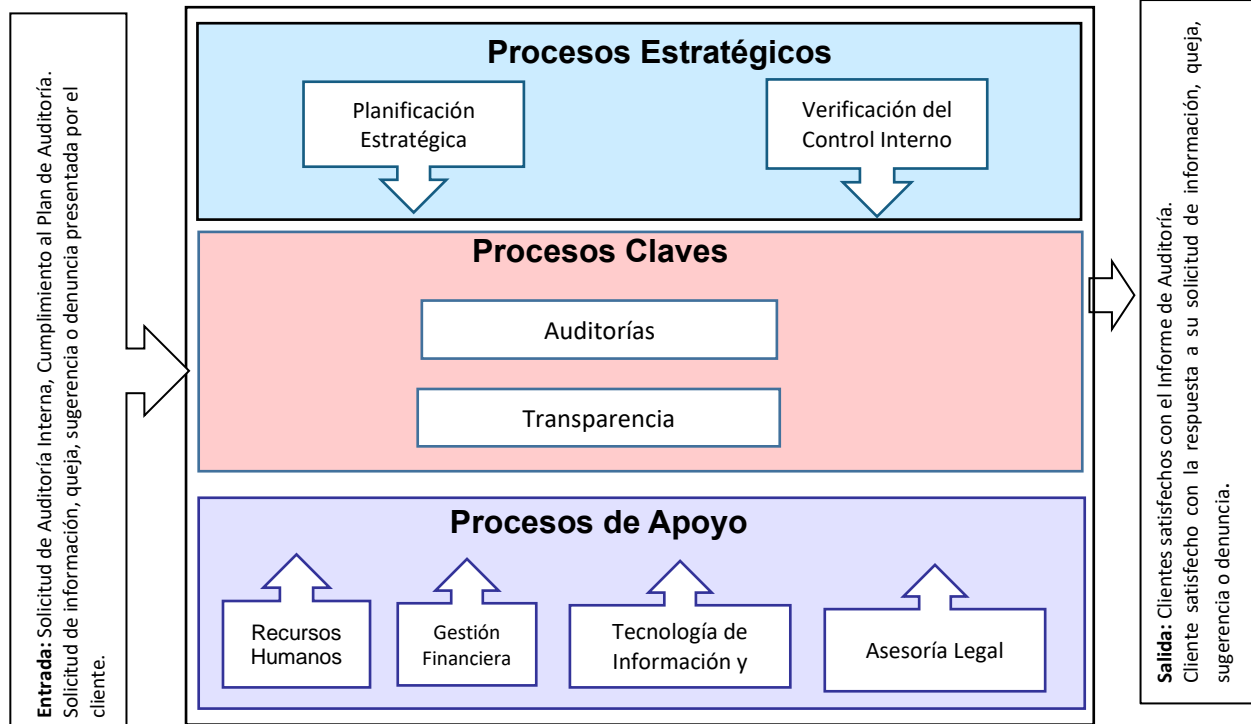 Entrada: Solicitud de Auditoría Interna, Cumplimiento al Plan de Auditoría.
Solicitud de información, queja, sugerencia o denuncia presentada por el
cliente.
Procesos Estratégicos
Planificación
Estratégica
Verificación del
Control Interno
Procesos Claves
Auditorías
Transparencia
Procesos de Apoyo
Recursos
Humanos
Gestión
Financiera
Tecnología de
Información y
Asesoría Legal
Salida: Clientes satisfechos con el Informe de Auditoría.
Cliente satisfecho con la respuesta a su solicitud de información, queja,
sugerencia o denuncia.